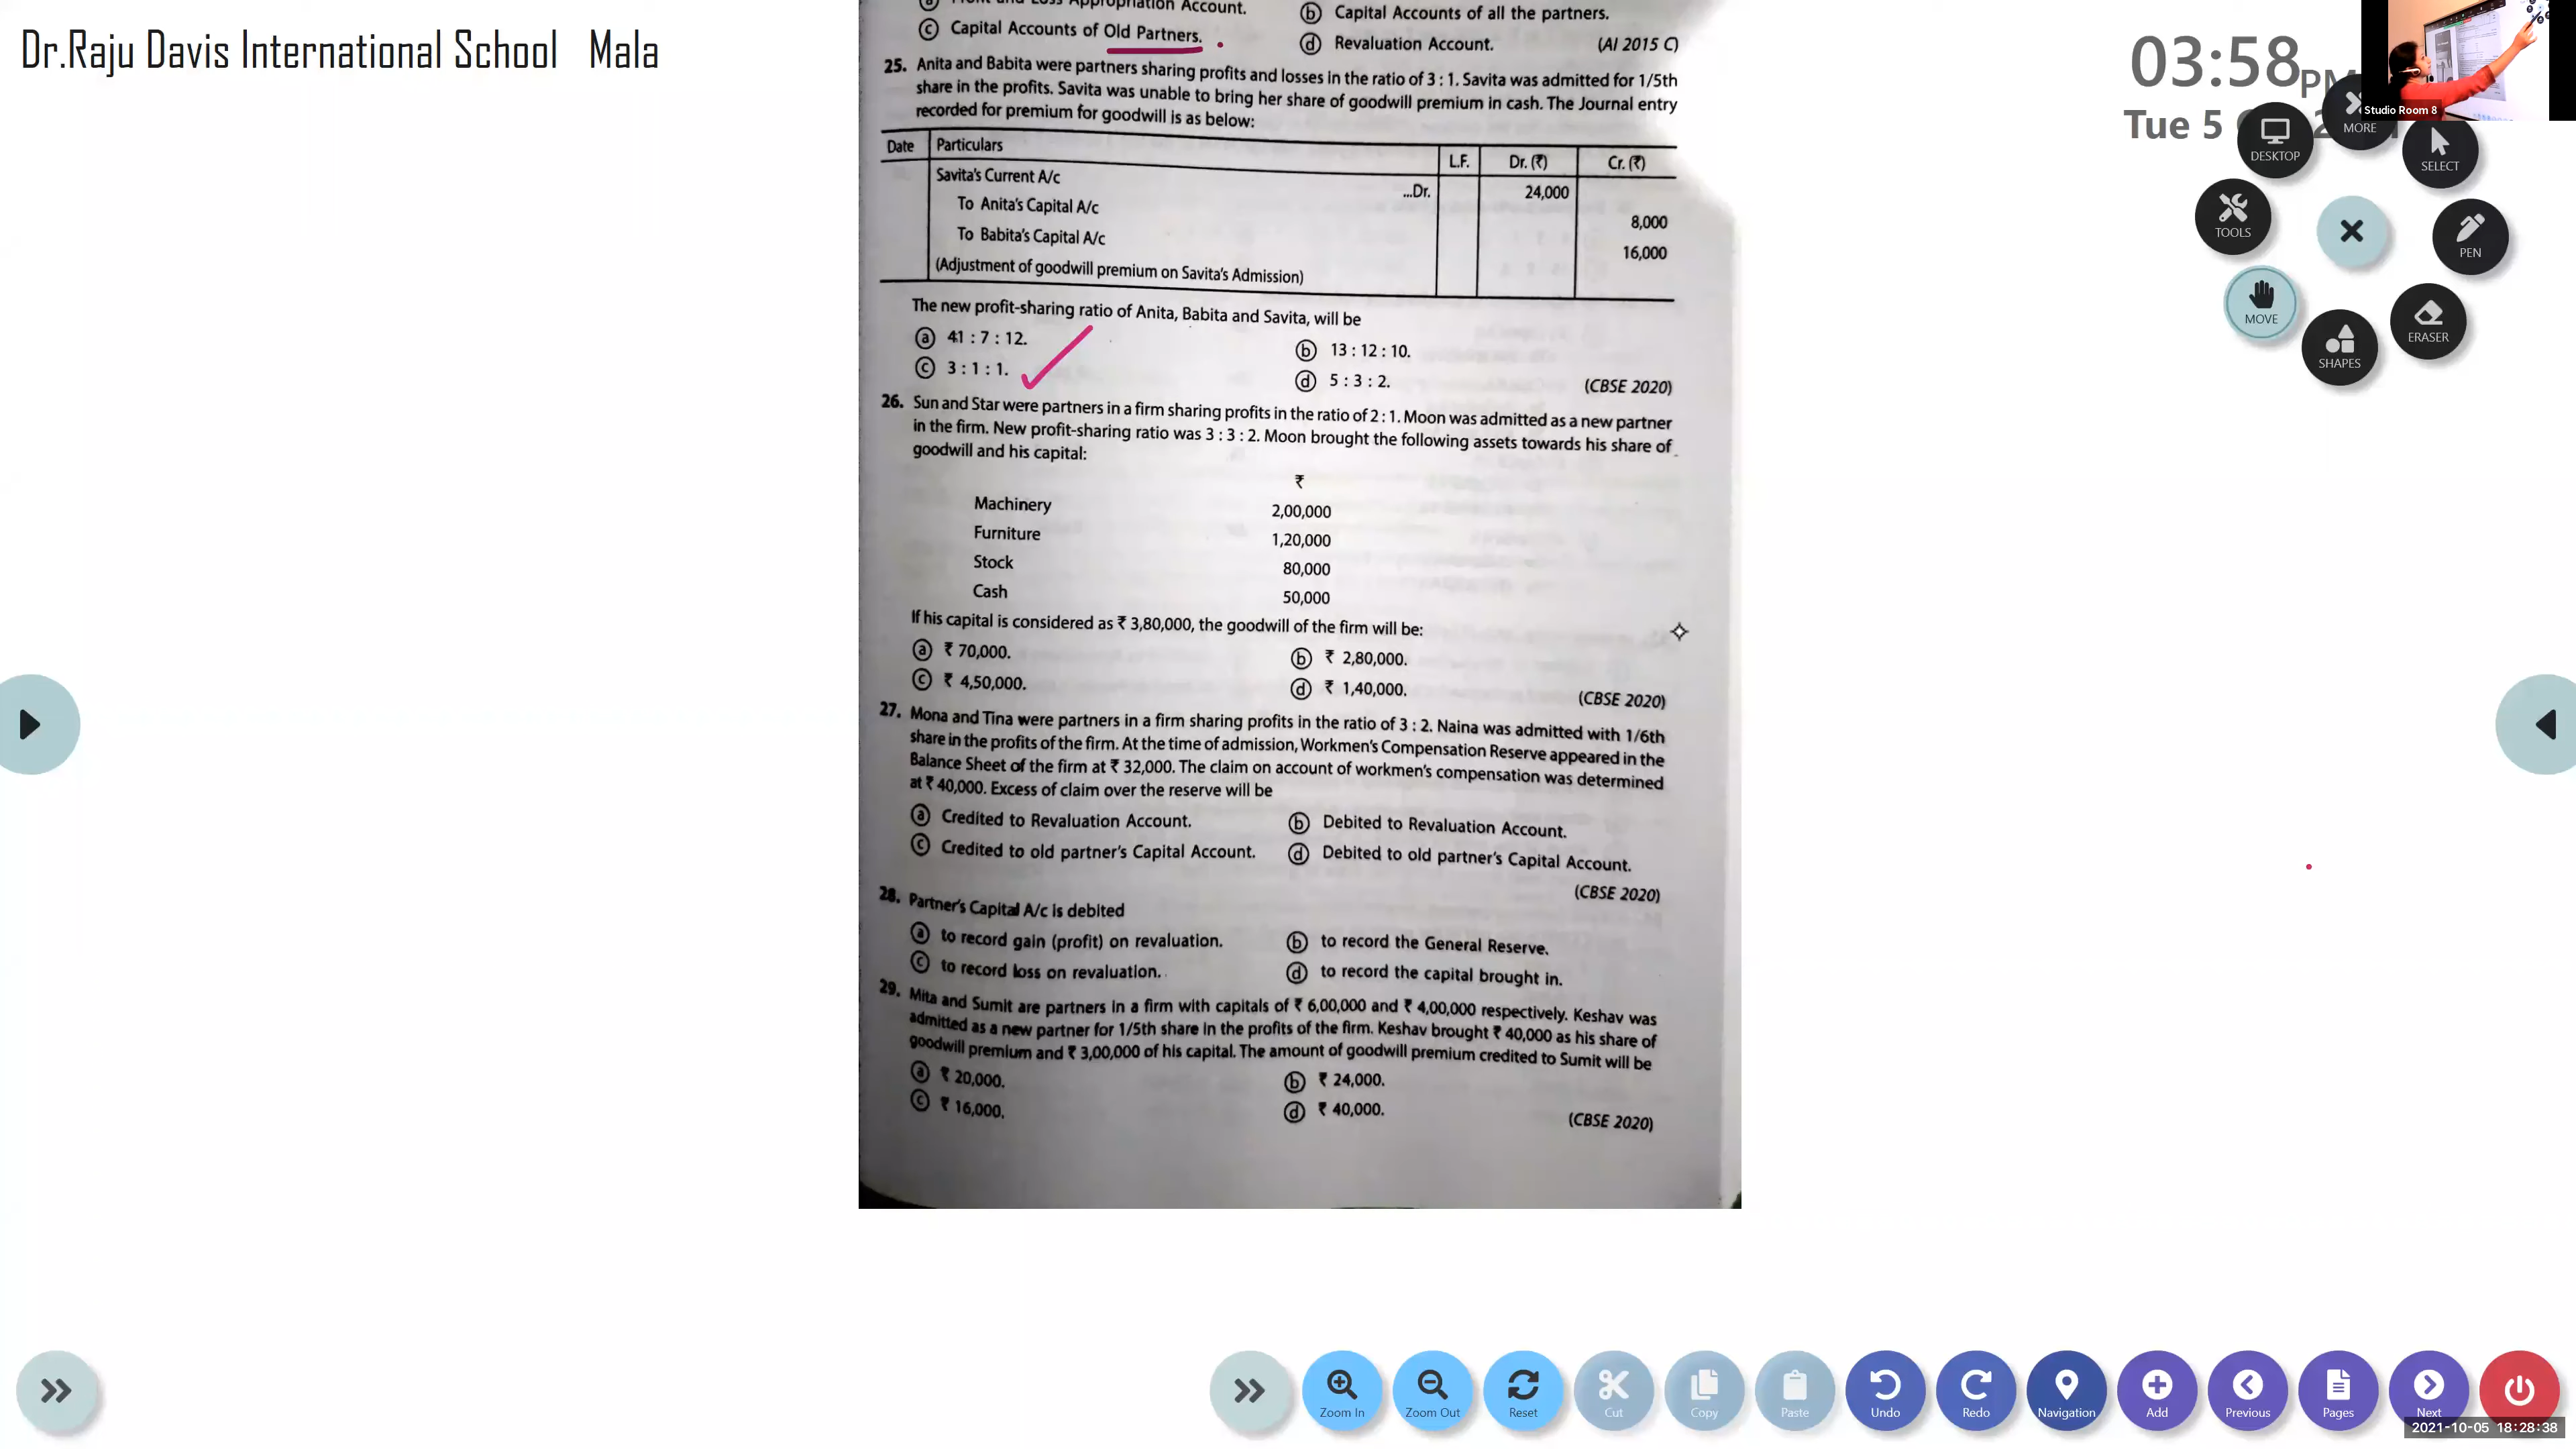 Dr.Raju Davis International School Mala
03:58PM
Tue 5
Studio Room 8
MORE
DESKTOP
SELECT
TOOLS
PEN
MOVE
ERASER
SHAPES
and Loss Appropriation Account.
ⓑ Capital Accounts of all the partners.
ⓒ Capital Accounts of Old Partners.
ⓓ Revaluation Account. (AI 2015 C)
25. Anita and Babita were partners sharing profits and losses in the ratio of 3 : 1. Savita was admitted for 1/5th
share in the profits. Savita was unable to bring her share of goodwill premium in cash. The Journal entry
recorded for premium for goodwill is as below:
Date Particulars L.F. Dr. (₹) Cr. (₹)
Savita's Current A/c ...Dr. 24,000
To Anita's Capital A/c 8,000
To Babita's Capital A/c 16,000
(Adjustment of goodwill premium on Savita's Admission)
The new profit-sharing ratio of Anita, Babita and Savita, will be
ⓐ 41 : 7 : 12. ⓑ 13 : 12 : 10.
ⓒ 3 : 1 : 1. ⓓ 5 : 3 : 2. (CBSE 2020)
26. Sun and Star were partners in a firm sharing profits in the ratio of 2 : 1. Moon was admitted as a new partner
in the firm. New profit-sharing ratio was 3 : 3 : 2. Moon brought the following assets towards his share of
goodwill and his capital:
₹
Machinery 2,00,000
Furniture 1,20,000
Stock 80,000
Cash 50,000
If his capital is considered as ₹ 3,80,000, the goodwill of the firm will be:
ⓐ ₹ 70,000. ⓑ ₹ 2,80,000.
ⓒ ₹ 4,50,000. ⓓ ₹ 1,40,000. (CBSE 2020)
27. Mona and Tina were partners in a firm sharing profits in the ratio of 3 : 2. Naina was admitted with 1/6th
share in the profits of the firm. At the time of admission, Workmen's Compensation Reserve appeared in the
Balance Sheet of the firm at ₹ 32,000. The claim on account of workmen's compensation was determined
at ₹ 40,000. Excess of claim over the reserve will be
ⓐ Credited to Revaluation Account. ⓑ Debited to Revaluation Account.
ⓒ Credited to old partner's Capital Account. ⓓ Debited to old partner's Capital Account.
(CBSE 2020)
28. Partner's Capital A/c is debited
ⓐ to record gain (profit) on revaluation. ⓑ to record the General Reserve.
ⓒ to record loss on revaluation. ⓓ to record the capital brought in.
29. Mita and Sumit are partners in a firm with capitals of ₹ 6,00,000 and ₹ 4,00,000 respectively. Keshav was
admitted as a new partner for 1/5th share in the profits of the firm. Keshav brought ₹ 40,000 as his share of
goodwill premium and ₹ 3,00,000 of his capital. The amount of goodwill premium credited to Sumit will be
ⓐ ₹ 20,000. ⓑ ₹ 24,000.
ⓒ ₹ 16,000. ⓓ ₹ 40,000. (CBSE 2020)
Zoom In
Zoom Out
Reset
Cut
Copy
Paste
Undo
Redo
Navigation
Add
Previous
Pages
Next
2021-10-05 18:28:38